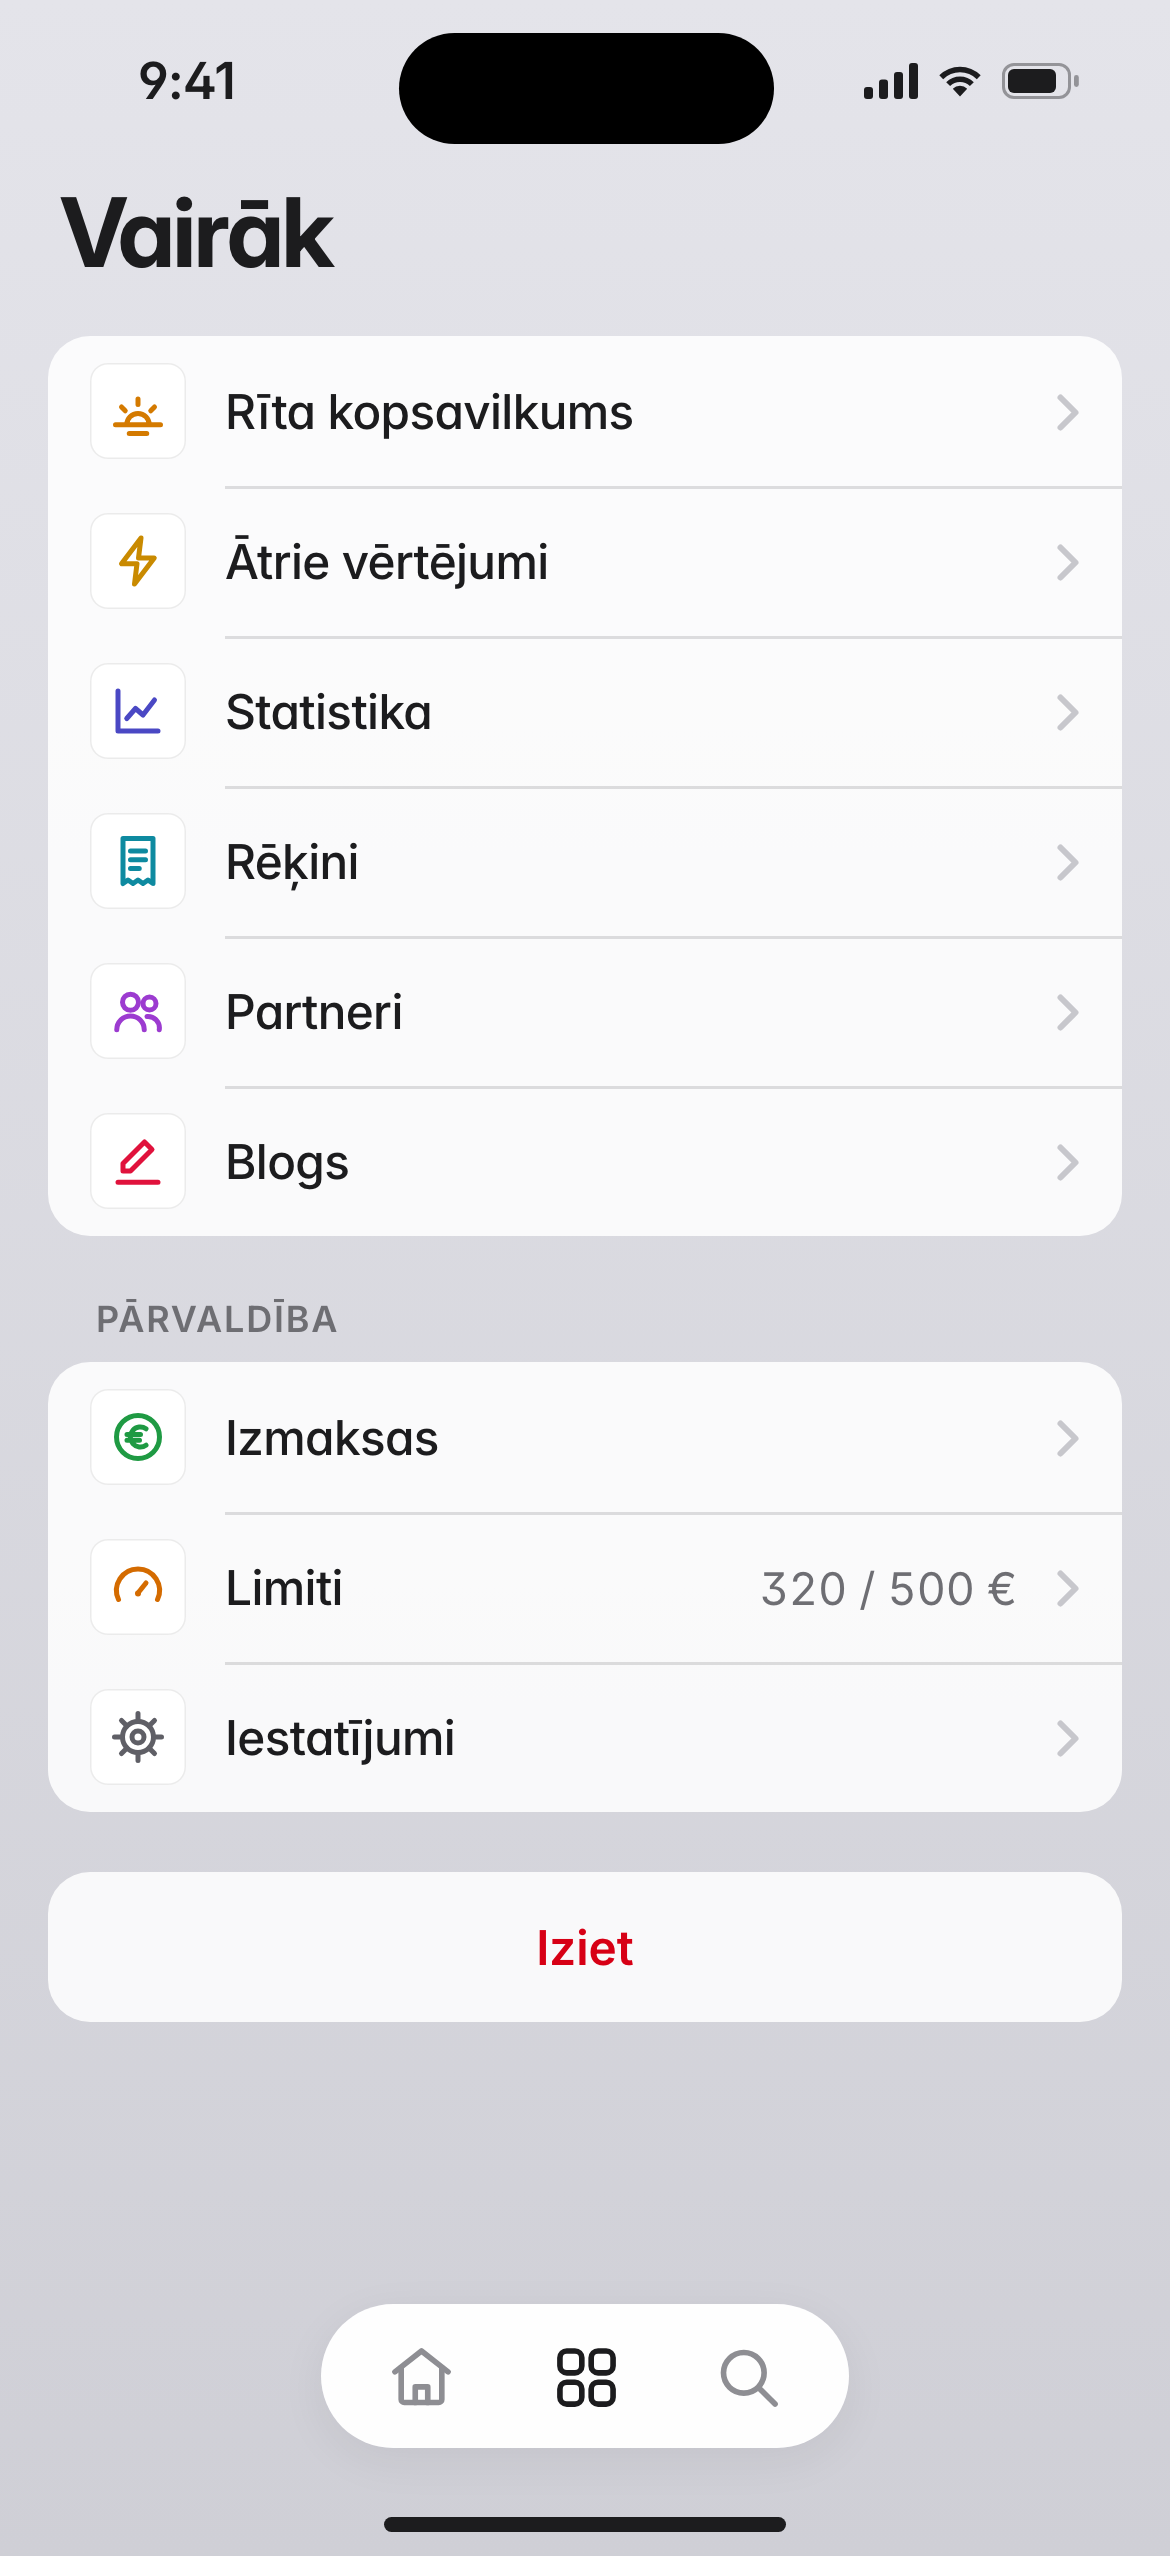 9:41
Vairāk
Rīta kopsavilkums
Ātrie vērtējumi
Statistika
Rēķini
Partneri
Blogs
PĀRVALDĪBA
Izmaksas
Limiti 320 / 500 €
Iestatījumi
Iziet